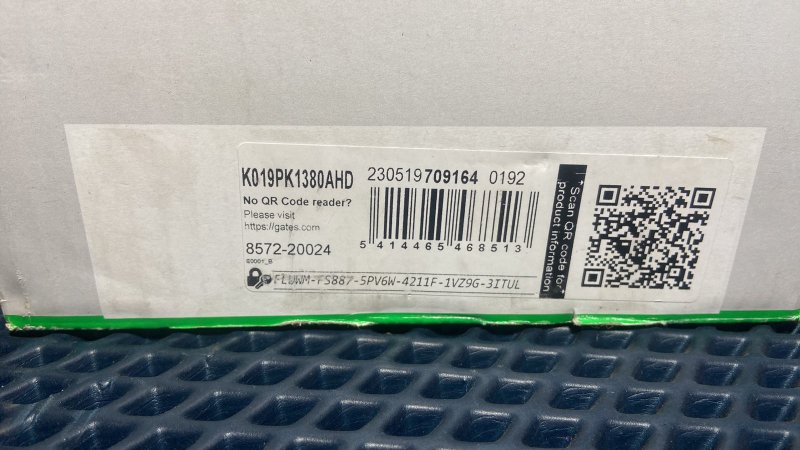 K019PK1380AHD
230519709164 0192
No QR Code reader?
Please visit
https://gates.com
5 414465 468513
8572-20024
E0001_B
FLUWM-FS887-5PV6W-4211F-1VZ9G-3ITUL
* Scan QR code for
product information